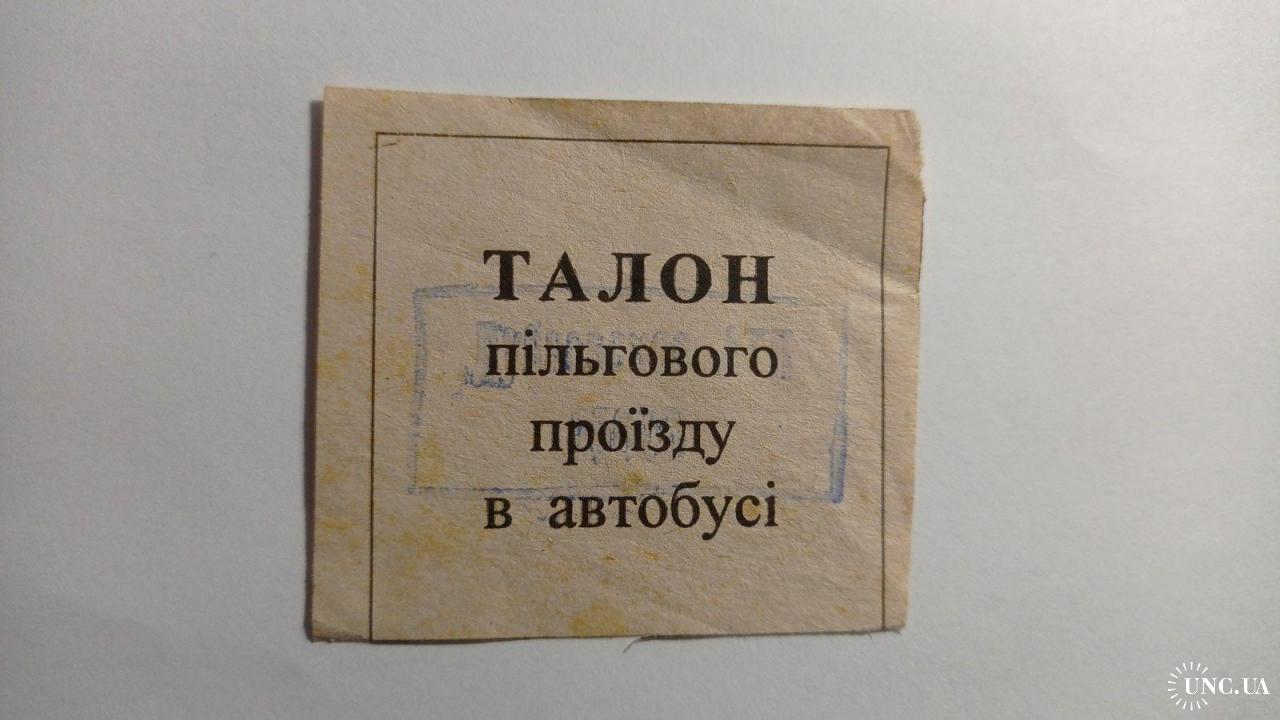 ТАЛОН
пільгового
проїзду
в автобусі
UNC.UA